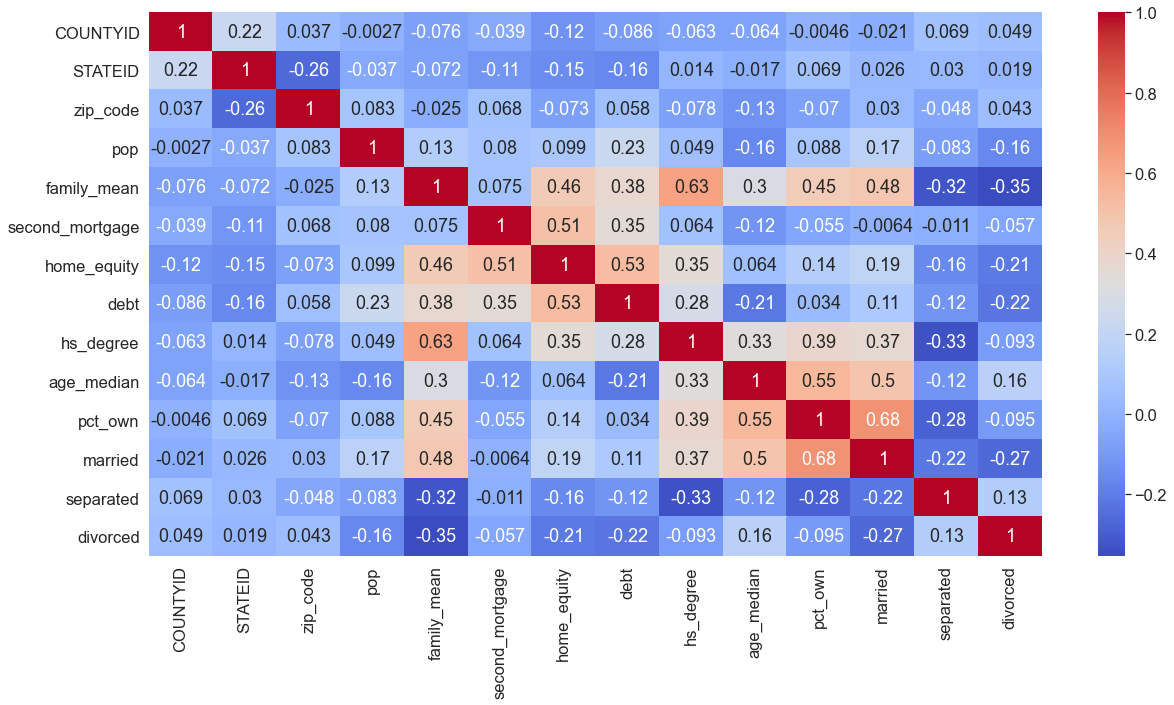 COUNTYID 1 0.22 0.037 -0.0027 -0.076 -0.039 -0.12 -0.086 -0.063 -0.064 -0.0046 -0.021 0.069 0.049
STATEID 0.22 1 -0.26 -0.037 -0.072 -0.11 -0.15 -0.16 0.014 -0.017 0.069 0.026 0.03 0.019
zip_code 0.037 -0.26 1 0.083 -0.025 0.068 -0.073 0.058 -0.078 -0.13 -0.07 0.03 -0.048 0.043
pop -0.0027 -0.037 0.083 1 0.13 0.08 0.099 0.23 0.049 -0.16 0.088 0.17 -0.083 -0.16
family_mean -0.076 -0.072 -0.025 0.13 1 0.075 0.46 0.38 0.63 0.3 0.45 0.48 -0.32 -0.35
second_mortgage -0.039 -0.11 0.068 0.08 0.075 1 0.51 0.35 0.064 -0.12 -0.055 -0.0064 -0.011 -0.057
home_equity -0.12 -0.15 -0.073 0.099 0.46 0.51 1 0.53 0.35 0.064 0.14 0.19 -0.16 -0.21
debt -0.086 -0.16 0.058 0.23 0.38 0.35 0.53 1 0.28 -0.21 0.034 0.11 -0.12 -0.22
hs_degree -0.063 0.014 -0.078 0.049 0.63 0.064 0.35 0.28 1 0.33 0.39 0.37 -0.33 -0.093
age_median -0.064 -0.017 -0.13 -0.16 0.3 -0.12 0.064 -0.21 0.33 1 0.55 0.5 -0.12 0.16
pct_own -0.0046 0.069 -0.07 0.088 0.45 -0.055 0.14 0.034 0.39 0.55 1 0.68 -0.28 -0.095
married -0.021 0.026 0.03 0.17 0.48 -0.0064 0.19 0.11 0.37 0.5 0.68 1 -0.22 -0.27
separated 0.069 0.03 -0.048 -0.083 -0.32 -0.011 -0.16 -0.12 -0.33 -0.12 -0.28 -0.22 1 0.13
divorced 0.049 0.019 0.043 -0.16 -0.35 -0.057 -0.21 -0.22 -0.093 0.16 -0.095 -0.27 0.13 1
COUNTYID
STATEID
zip_code
pop
family_mean
second_mortgage
home_equity
debt
hs_degree
age_median
pct_own
married
separated
divorced
1.0
0.8
0.6
0.4
0.2
0.0
−0.2